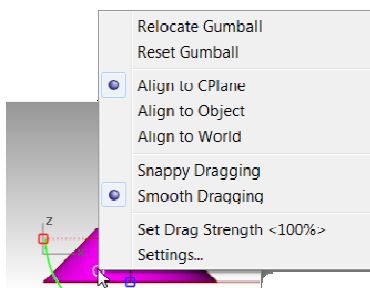 Relocate Gumball
Reset Gumball
Align to CPlane
Align to Object
Align to World
Snappy Dragging
Smooth Dragging
Set Drag Strength <100%>
Settings...
z